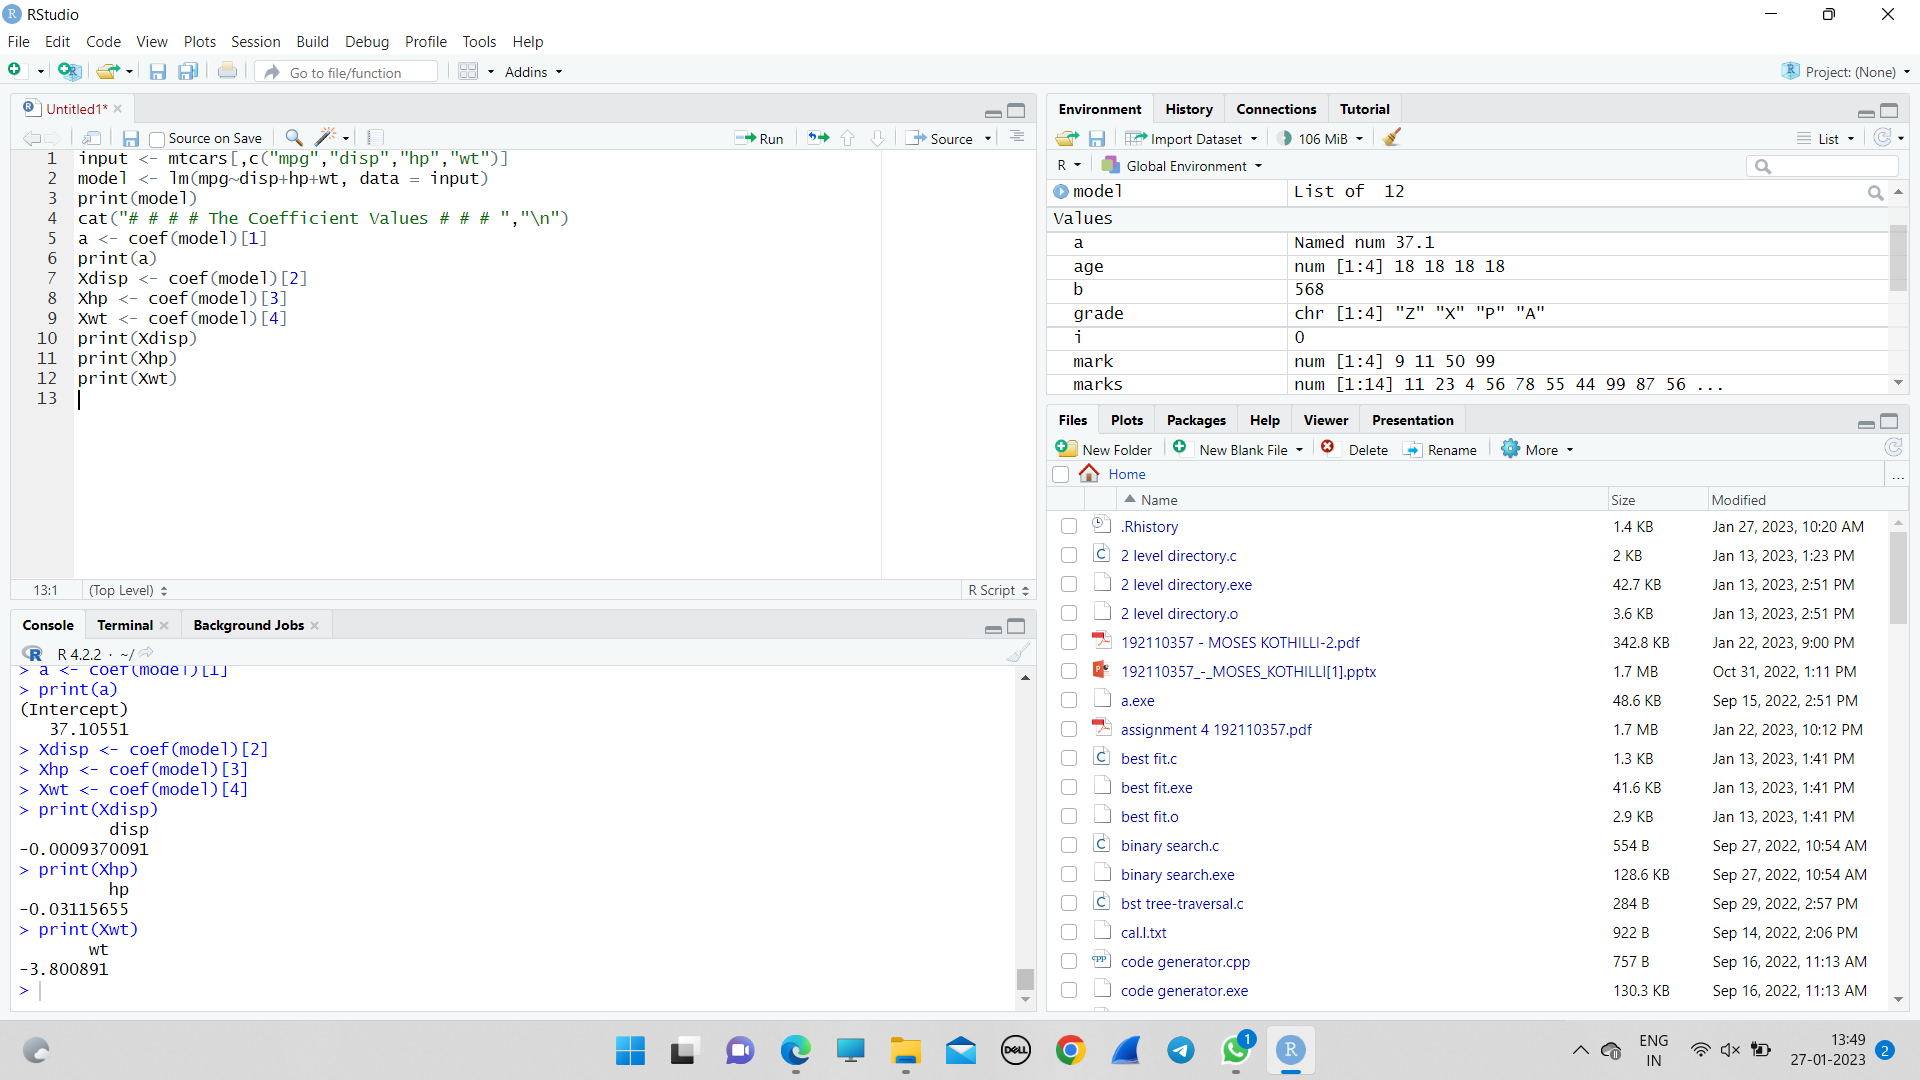 RStudio
File Edit Code View Plots Session Build Debug Profile Tools Help
Go to file/function Addins Project: (None)
Untitled1*
Source on Save Run Source
1 input <- mtcars[,c("mpg","disp","hp","wt")]
2 model <- lm(mpg~disp+hp+wt, data = input)
3 print(model)
4 cat("# # # # The Coefficient Values # # # ","\n")
5 a <- coef(model)[1]
6 print(a)
7 Xdisp <- coef(model)[2]
8 Xhp <- coef(model)[3]
9 Xwt <- coef(model)[4]
10 print(Xdisp)
11 print(Xhp)
12 print(Xwt)
13
13:1 (Top Level) R Script
Console Terminal Background Jobs
R 4.2.2 · ~/
> a <- coef(model)[1]
> print(a)
(Intercept)
37.10551
> Xdisp <- coef(model)[2]
> Xhp <- coef(model)[3]
> Xwt <- coef(model)[4]
> print(Xdisp)
disp
-0.0009370091
> print(Xhp)
hp
-0.03115655
> print(Xwt)
wt
-3.800891
>
Environment History Connections Tutorial
Import Dataset 106 MiB List
R Global Environment
model List of 12
Values
a Named num 37.1
age num [1:4] 18 18 18 18
b 568
grade chr [1:4] "Z" "X" "P" "A"
i 0
mark num [1:4] 9 11 50 99
marks num [1:14] 11 23 4 56 78 55 44 99 87 56 ...
Files Plots Packages Help Viewer Presentation
New Folder New Blank File Delete Rename More
Home ...
Name Size Modified
.Rhistory 1.4 KB Jan 27, 2023, 10:20 AM
2 level directory.c 2 KB Jan 13, 2023, 1:23 PM
2 level directory.exe 42.7 KB Jan 13, 2023, 2:51 PM
2 level directory.o 3.6 KB Jan 13, 2023, 2:51 PM
192110357 - MOSES KOTHILLI-2.pdf 342.8 KB Jan 22, 2023, 9:00 PM
192110357_-_MOSES_KOTHILLI[1].pptx 1.7 MB Oct 31, 2022, 1:11 PM
a.exe 48.6 KB Sep 15, 2022, 2:51 PM
assignment 4 192110357.pdf 1.7 MB Jan 22, 2023, 10:12 PM
best fit.c 1.3 KB Jan 13, 2023, 1:41 PM
best fit.exe 41.6 KB Jan 13, 2023, 1:41 PM
best fit.o 2.9 KB Jan 13, 2023, 1:41 PM
binary search.c 554 B Sep 27, 2022, 10:54 AM
binary search.exe 128.6 KB Sep 27, 2022, 10:54 AM
bst tree-traversal.c 284 B Sep 29, 2022, 2:57 PM
cal.l.txt 922 B Sep 14, 2022, 2:06 PM
code generator.cpp 757 B Sep 16, 2022, 11:13 AM
code generator.exe 130.3 KB Sep 16, 2022, 11:13 AM
DELL 1 R
ENG
IN
13:49
27-01-2023 2